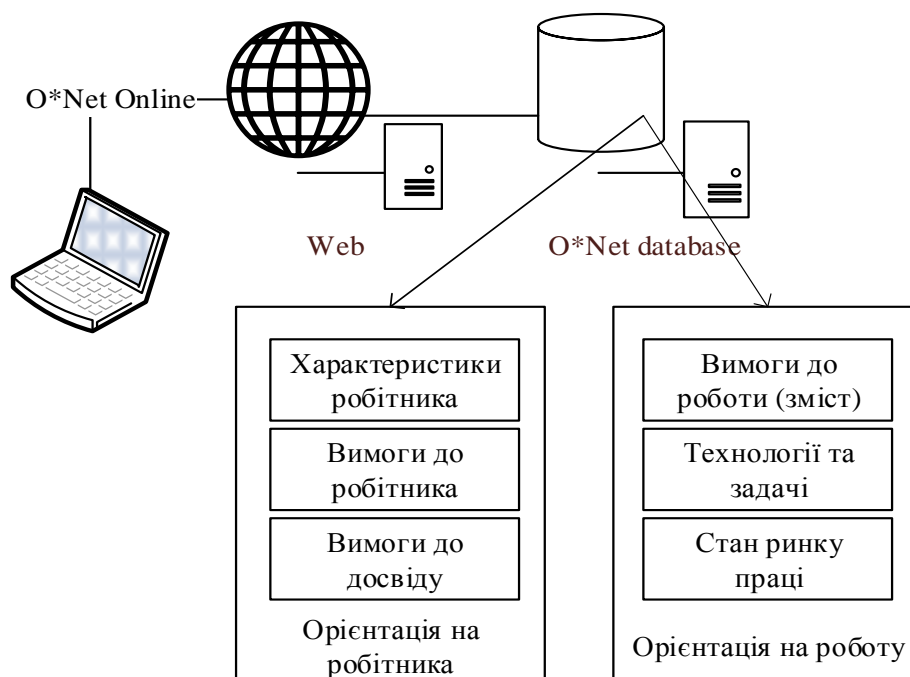 O*Net Online
Web
O*Net database
Характеристики
робітника
Вимоги до
робітника
Вимоги до
досвіду
Орієнтація на
робітника
Вимоги до
роботи (зміст)
Технології та
задачі
Стан ринку
праці
Орієнтація на роботу